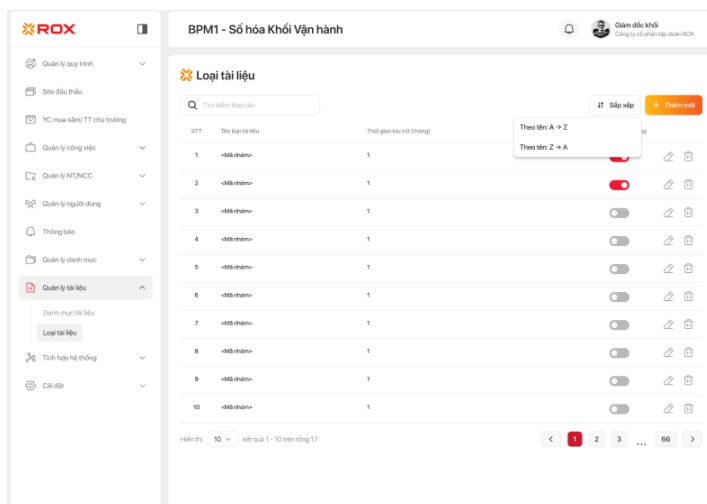 ROX
BPM1 - Số hóa Khối Vận hành
Giám đốc khối
Công ty cổ phần tập đoàn ROX
Quản lý quy trình
Site đấu thầu
YC mua sắm/ TT chủ trương
Quản lý công việc
Quản lý NT/NCC
Quản lý người dùng
Thông báo
Quản lý danh mục
Quản lý tài liệu
Danh mục tài liệu
Loại tài liệu
Tích hợp hệ thống
Cài đặt
Loại tài liệu
Tìm kiếm theo tên
Sắp xếp
+ Thêm mới
Theo tên: A → Z
Theo tên: Z → A
STT Tên loại tài liệu Thời gian lưu trữ (tháng)
1 <Mã nhóm> 1
2 <Mã nhóm> 1
3 <Mã nhóm> 1
4 <Mã nhóm> 1
5 <Mã nhóm> 1
6 <Mã nhóm> 1
7 <Mã nhóm> 1
8 <Mã nhóm> 1
9 <Mã nhóm> 1
10 <Mã nhóm> 1
Hiển thị 10 kết quả 1 - 10 trên tổng 17
< 1 2 3 ... 66 >